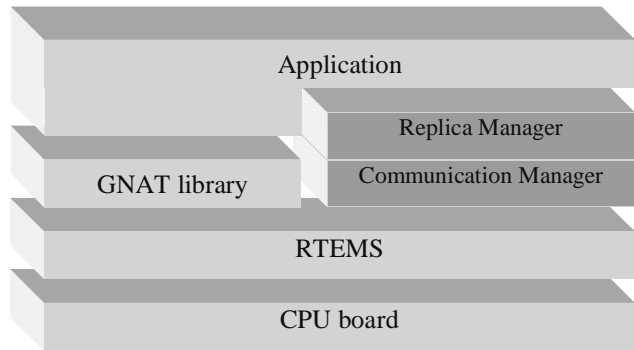 Application
Replica Manager
GNAT library
Communication Manager
RTEMS
CPU board